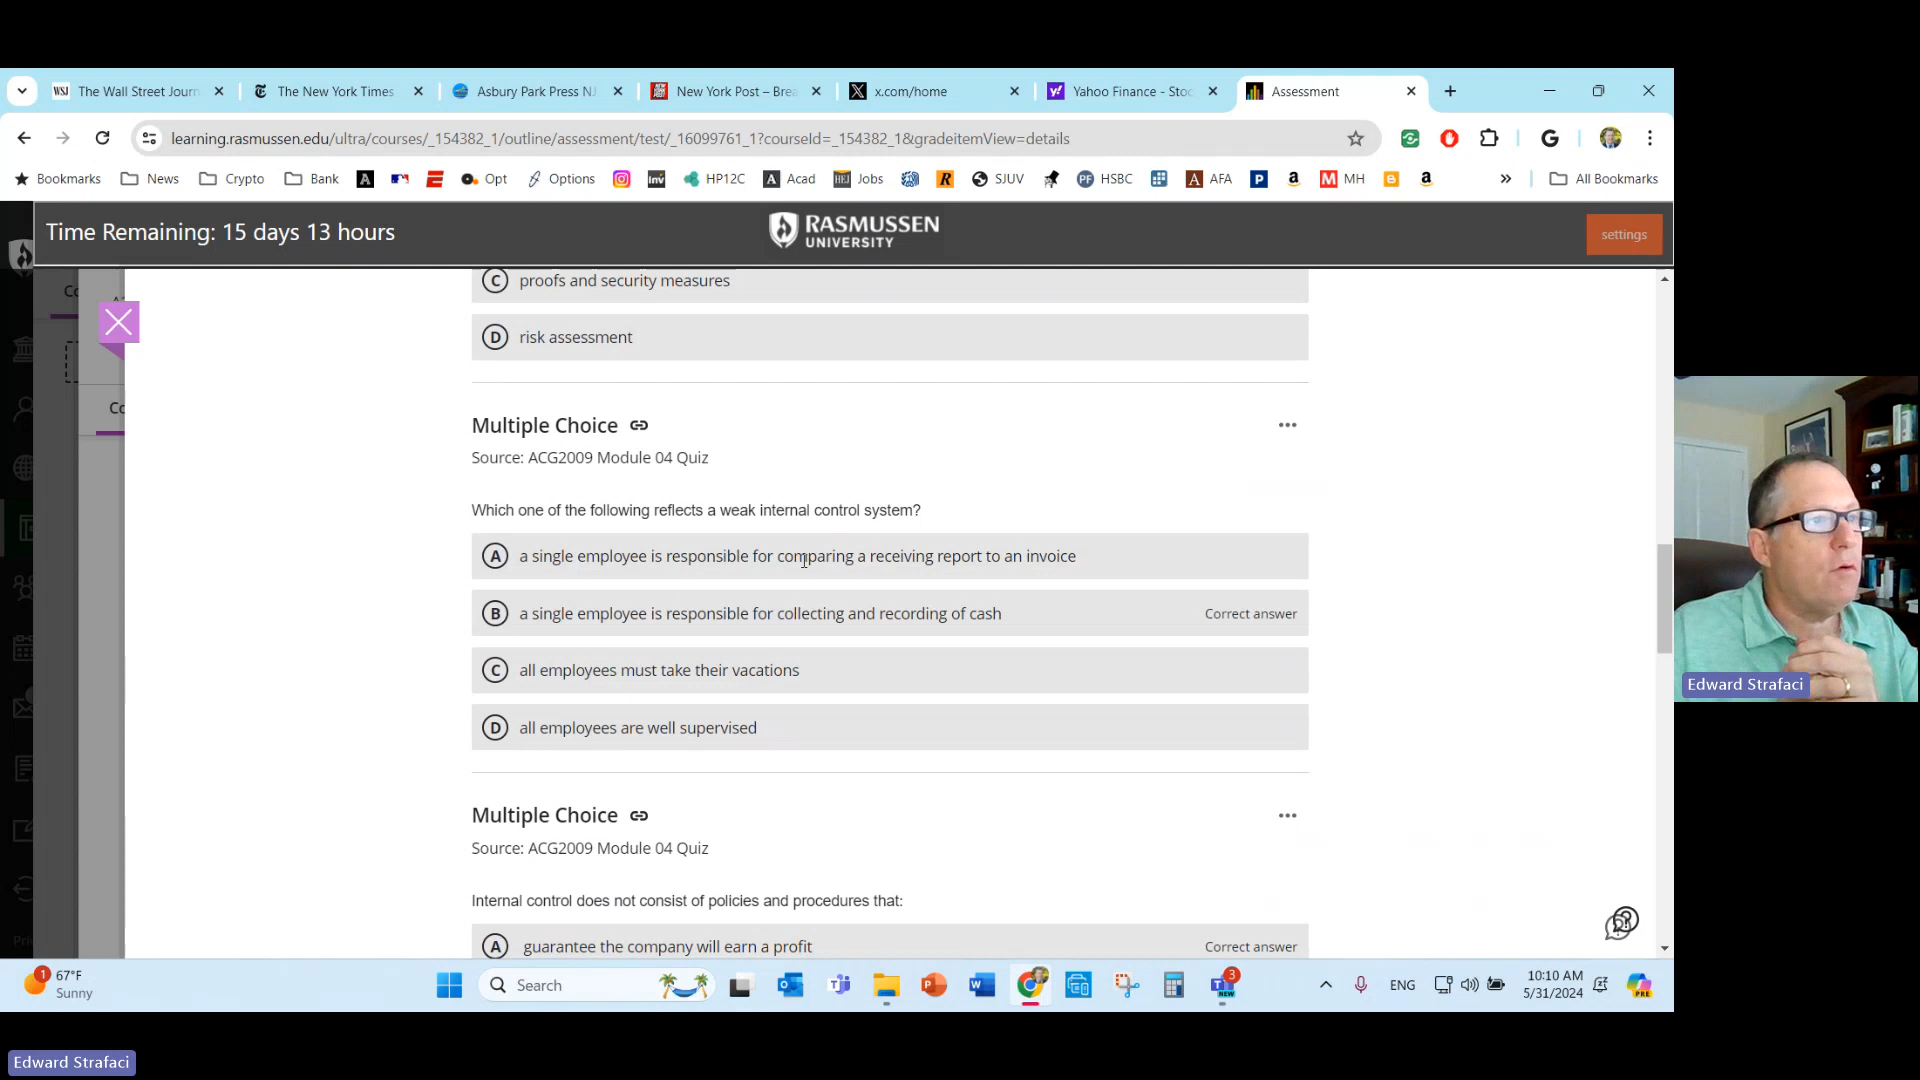 The Wall Street Journ
The New York Times
Asbury Park Press NJ
New York Post – Brea
x.com/home
Yahoo Finance - Stoc
Assessment
learning.rasmussen.edu/ultra/courses/_154382_1/outline/assessment/test/_16099761_1?courseId=_154382_1&gradeitemView=details
Bookmarks
News
Crypto
Bank
Opt
Options
HP12C
Acad
Jobs
SJUV
HSBC
AFA
MH
All Bookmarks
Time Remaining: 15 days 13 hours
RASMUSSEN
UNIVERSITY
settings
C proofs and security measures
D risk assessment
Multiple Choice
Source: ACG2009 Module 04 Quiz
Which one of the following reflects a weak internal control system?
A a single employee is responsible for comparing a receiving report to an invoice
B a single employee is responsible for collecting and recording of cash Correct answer
C all employees must take their vacations
D all employees are well supervised
Multiple Choice
Source: ACG2009 Module 04 Quiz
Internal control does not consist of policies and procedures that:
A guarantee the company will earn a profit Correct answer
Edward Strafaci
1
67°F
Sunny
Search
3
NEW
ENG
10:10 AM
5/31/2024
PRE
Edward Strafaci